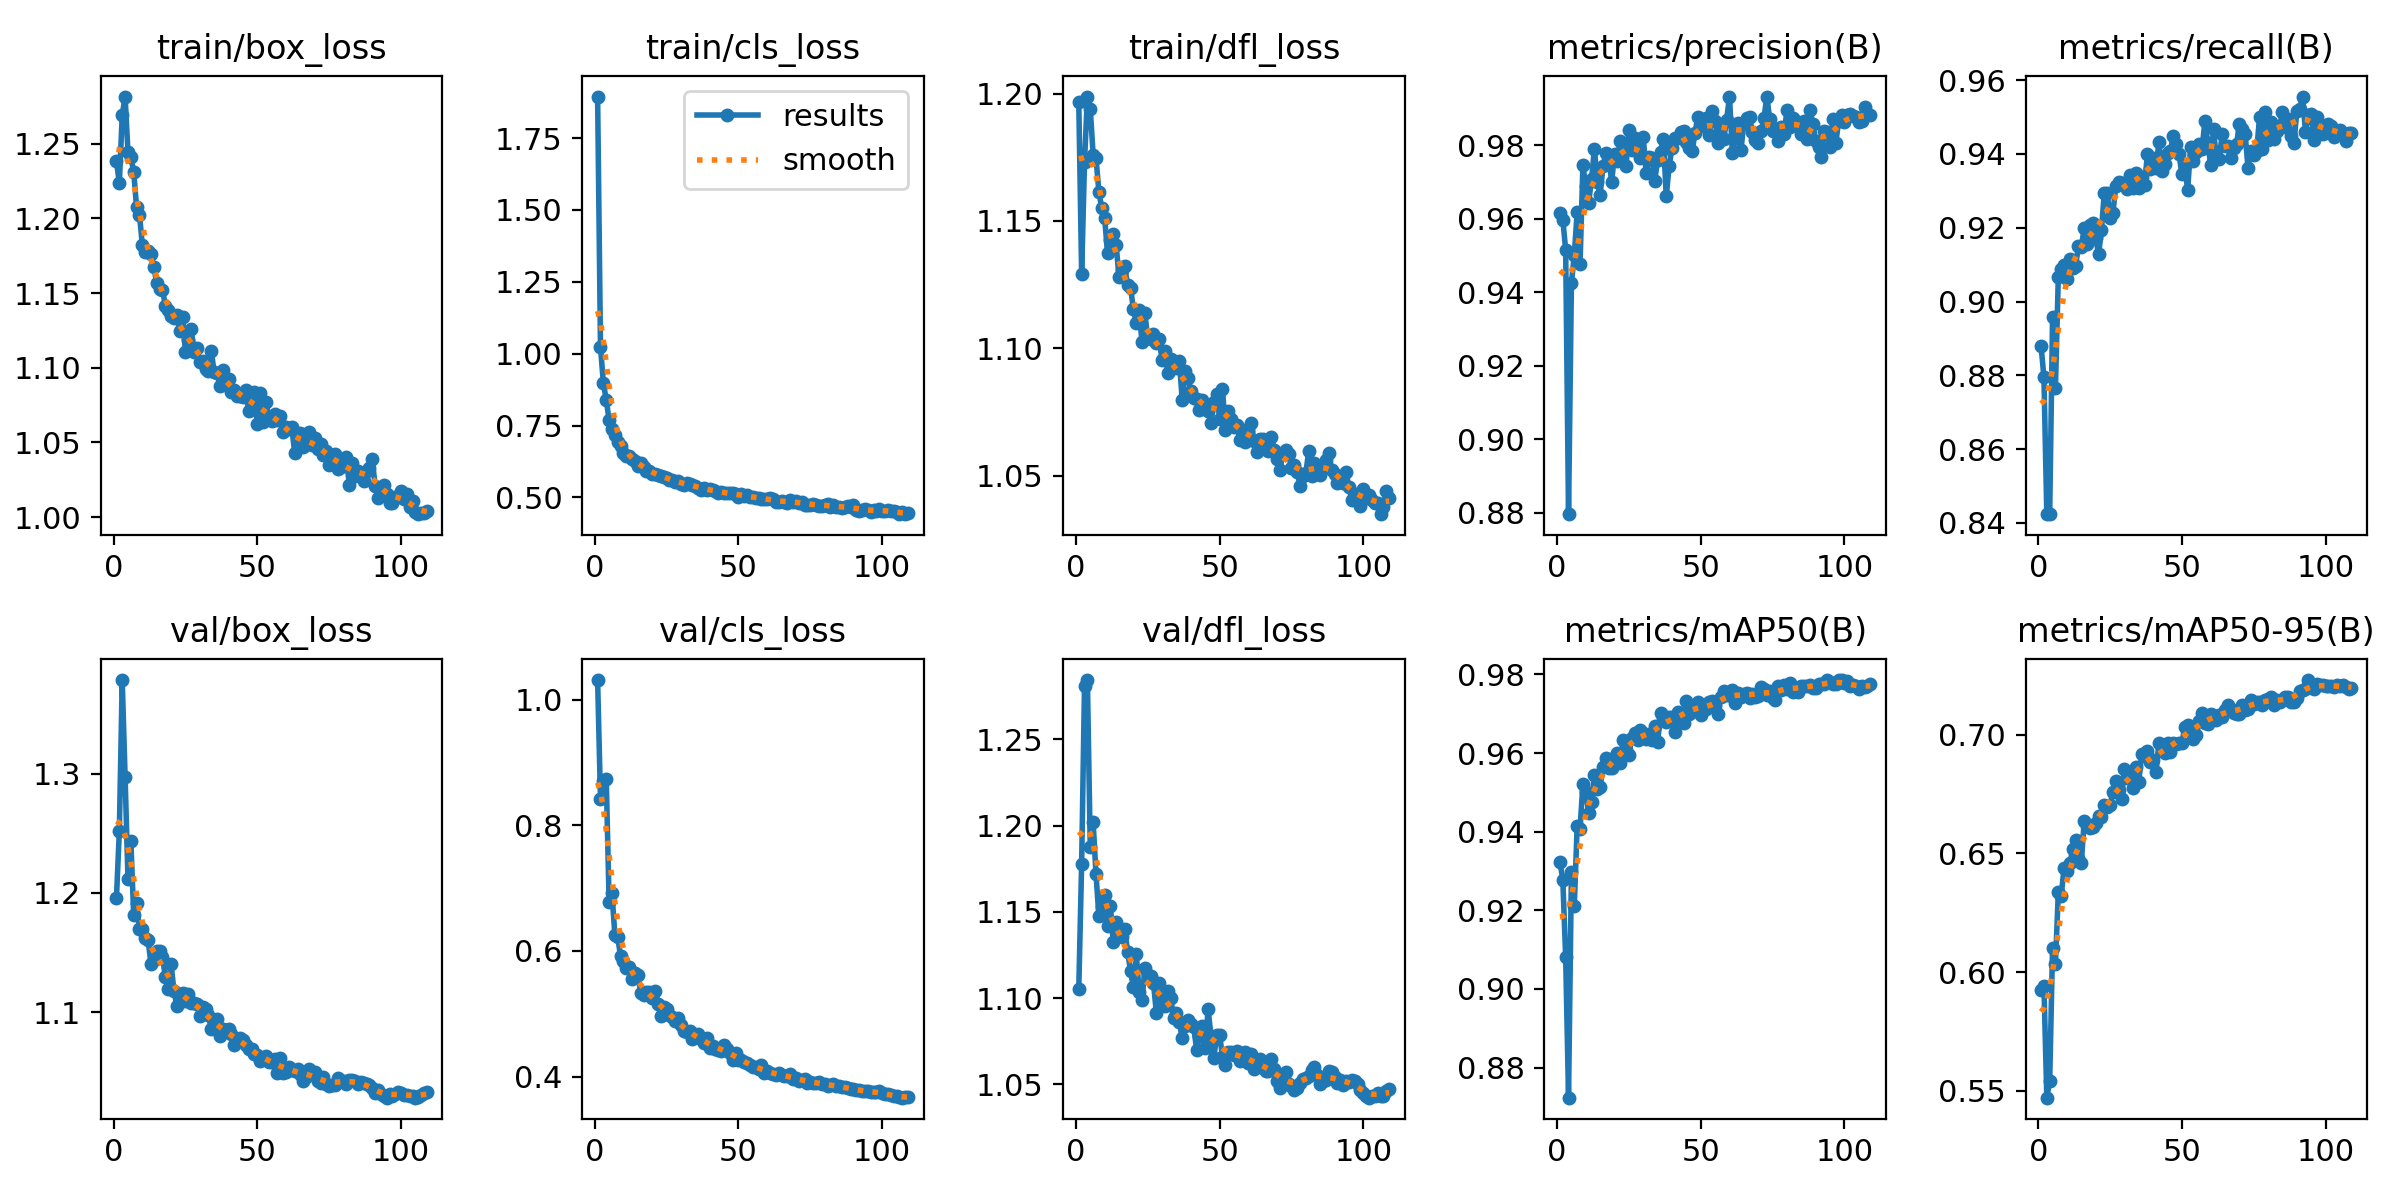 train/box_loss
1.25
1.20
1.15
1.10
1.05
1.00
0 50 100
train/cls_loss
results
smooth
1.75
1.50
1.25
1.00
0.75
0.50
0 50 100
train/dfl_loss
1.20
1.15
1.10
1.05
0 50 100
metrics/precision(B)
0.98
0.96
0.94
0.92
0.90
0.88
0 50 100
metrics/recall(B)
0.96
0.94
0.92
0.90
0.88
0.86
0.84
0 50 100
val/box_loss
1.3
1.2
1.1
0 50 100
val/cls_loss
1.0
0.8
0.6
0.4
0 50 100
val/dfl_loss
1.25
1.20
1.15
1.10
1.05
0 50 100
metrics/mAP50(B)
0.98
0.96
0.94
0.92
0.90
0.88
0 50 100
metrics/mAP50-95(B)
0.70
0.65
0.60
0.55
0 50 100